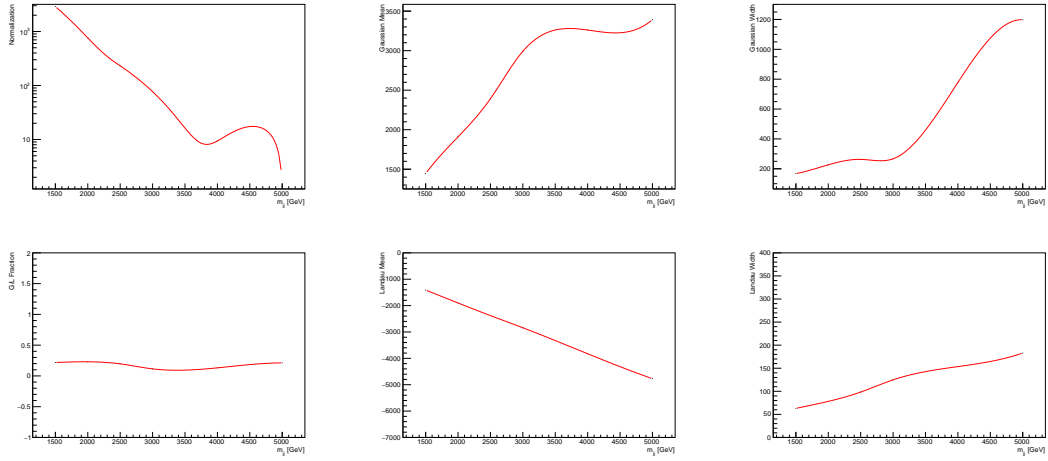 Normalization
10³
10²
10
1500 2000 2500 3000 3500 4000 4500 5000
m_jj [GeV]
Gaussian Mean
3500
3000
2500
2000
1500
1500 2000 2500 3000 3500 4000 4500 5000
m_jj [GeV]
Gaussian Width
1200
1000
800
600
400
200
1500 2000 2500 3000 3500 4000 4500 5000
m_jj [GeV]
G/L Fraction
2
1.5
1
0.5
0
−0.5
−1
1500 2000 2500 3000 3500 4000 4500 5000
m_jj [GeV]
Landau Mean
0
−1000
−2000
−3000
−4000
−5000
−6000
−7000
1500 2000 2500 3000 3500 4000 4500 5000
m_jj [GeV]
Landau Width
400
350
300
250
200
150
100
50
0
1500 2000 2500 3000 3500 4000 4500 5000
m_jj [GeV]